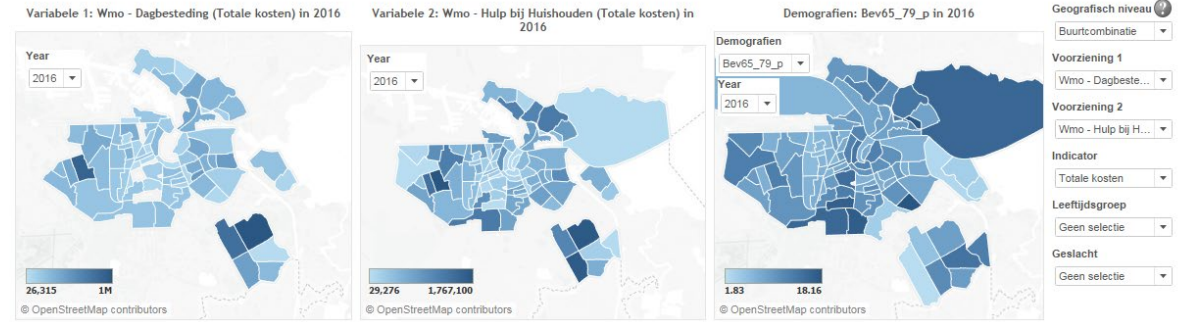 Variabele 1: Wmo - Dagbesteding (Totale kosten) in 2016
Year
2016
26,315 1M
© OpenStreetMap contributors
Variabele 2: Wmo - Hulp bij Huishouden (Totale kosten) in
2016
Year
2016
29,276 1,767,100
© OpenStreetMap contributors
Demografien: Bev65_79_p in 2016
Demografien
Bev65_79_p
Year
2016
1.83 18.16
© OpenStreetMap contributors
Geografisch niveau ?
Buurtcombinatie
Voorziening 1
Wmo - Dagbeste...
Voorziening 2
Wmo - Hulp bij H...
Indicator
Totale kosten
Leeftijdsgroep
Geen selectie
Geslacht
Geen selectie